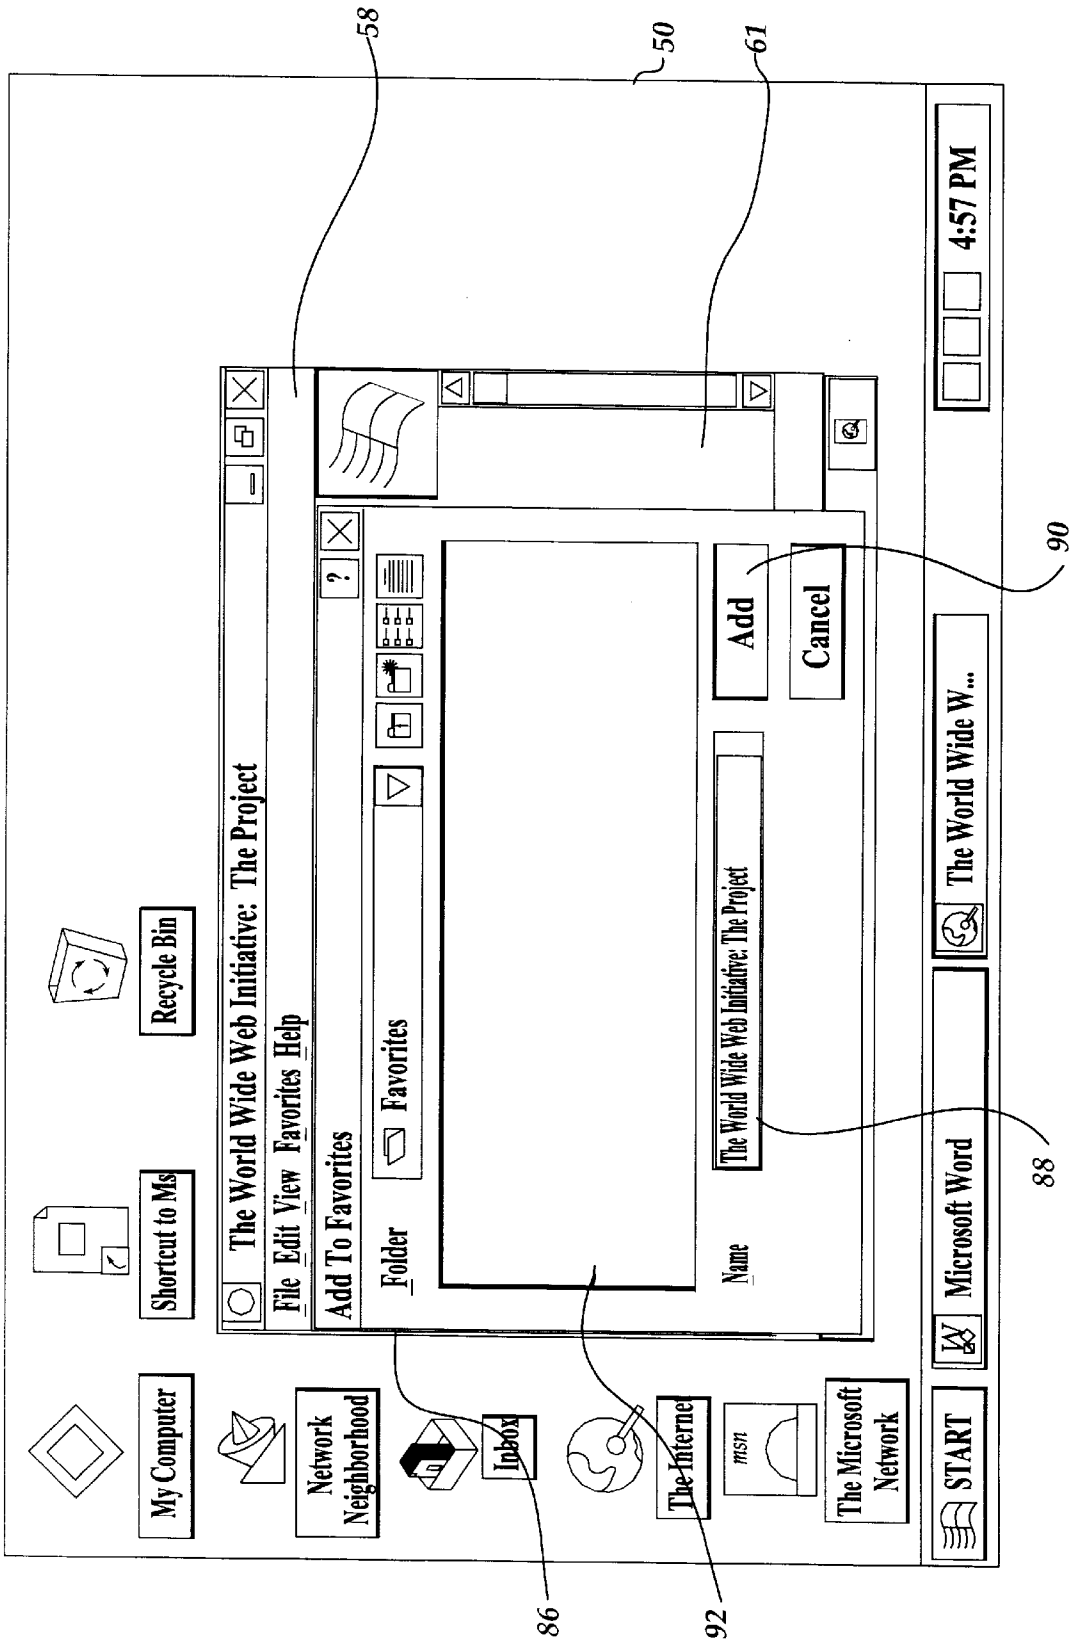 58
50
61
My Computer
Shortcut to Ms
Recycle Bin
Network
Neighborhood
Inbox
The Internet
msn
The Microsoft
Network
The World Wide Web Initiative: The Project
File Edit View Favorites Help
Add To Favorites
?
Folder
Favorites
Name
The World Wide Web Initiative: The Project
Add
Cancel
START
W
Microsoft Word
The World Wide W...
4:57 PM
86
92
88
90